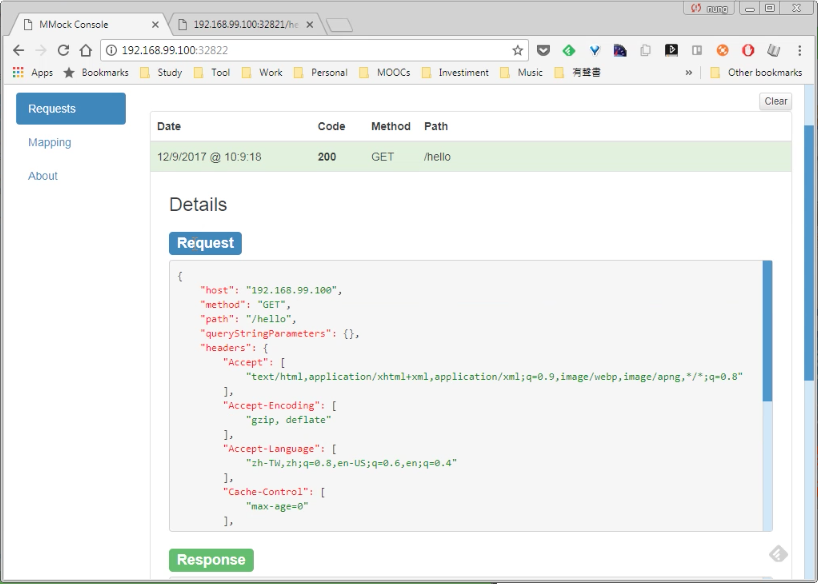 nung
MMock Console
192.168.99.100:32821/he
192.168.99.100:32822
Apps Bookmarks Study Tool Work Personal MOOCs Investiment Music 有聲書 » Other bookmarks
Clear
Requests
Mapping
About
Date Code Method Path
12/9/2017 @ 10:9:18 200 GET /hello
Details
Request
{
"host": "192.168.99.100",
"method": "GET",
"path": "/hello",
"queryStringParameters": {},
"headers": {
"Accept": [
"text/html,application/xhtml+xml,application/xml;q=0.9,image/webp,image/apng,*/*;q=0.8"
],
"Accept-Encoding": [
"gzip, deflate"
],
"Accept-Language": [
"zh-TW,zh;q=0.8,en-US;q=0.6,en;q=0.4"
],
"Cache-Control": [
"max-age=0"
],
Response